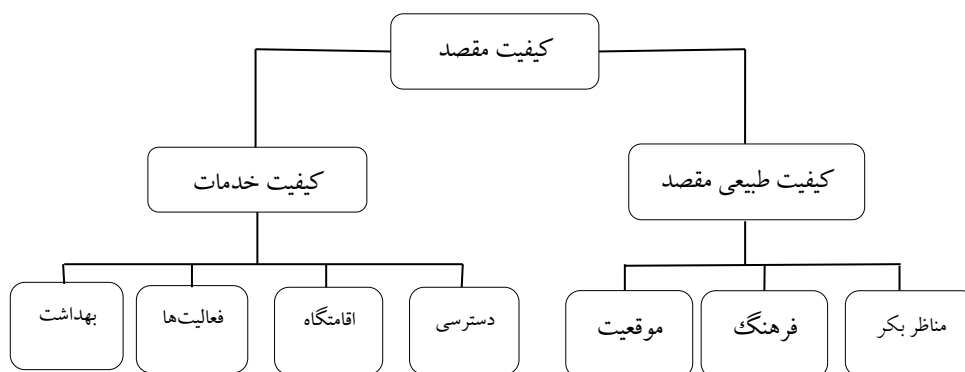 کیفیت مقصد
کیفیت طبیعی مقصد
کیفیت خدمات
مناظر بکر
فرهنگ
موقعیت
دسترسی
اقامتگاه
فعالیت‌ها
بهداشت